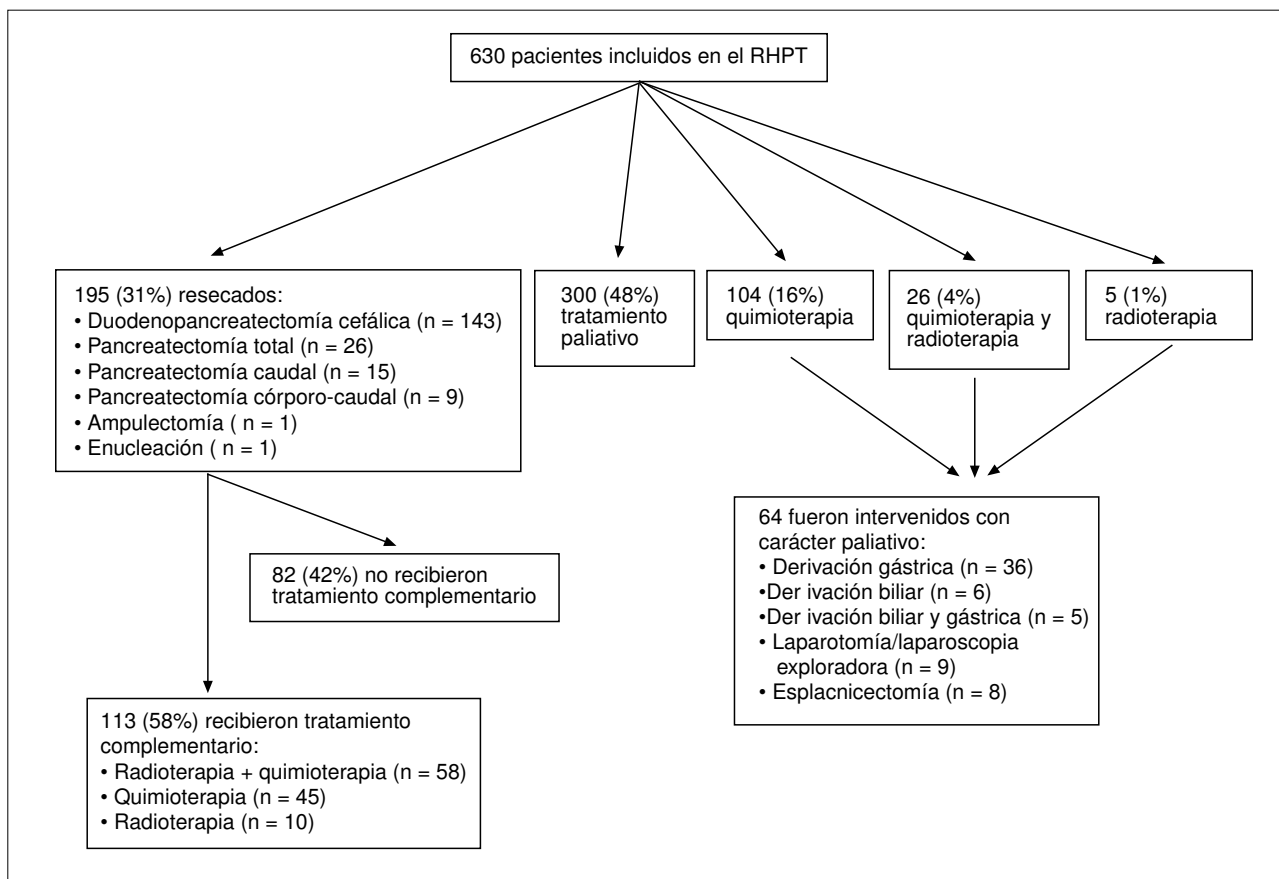 630 pacientes incluidos en el RHPT
195 (31%) resecados:
• Duodenopancreatectomía cefálica (n = 143)
• Pancreatectomía total (n = 26)
• Pancreatectomía caudal (n = 15)
• Pancreatectomía córporo-caudal (n = 9)
• Ampulectomía ( n = 1)
• Enucleación ( n = 1)
300 (48%)
tratamiento
paliativo
104 (16%)
quimioterapia
26 (4%)
quimioterapia y
radioterapia
5 (1%)
radioterapia
82 (42%) no recibieron
tratamiento complementario
64 fueron intervenidos con
carácter paliativo:
• Derivación gástrica (n = 36)
•Der ivación biliar (n = 6)
•Der ivación biliar y gástrica (n = 5)
• Laparotomía/laparoscopia
exploradora (n = 9)
• Esplacnicectomía (n = 8)
113 (58%) recibieron tratamiento
complementario:
• Radioterapia + quimioterapia (n = 58)
• Quimioterapia (n = 45)
• Radioterapia (n = 10)